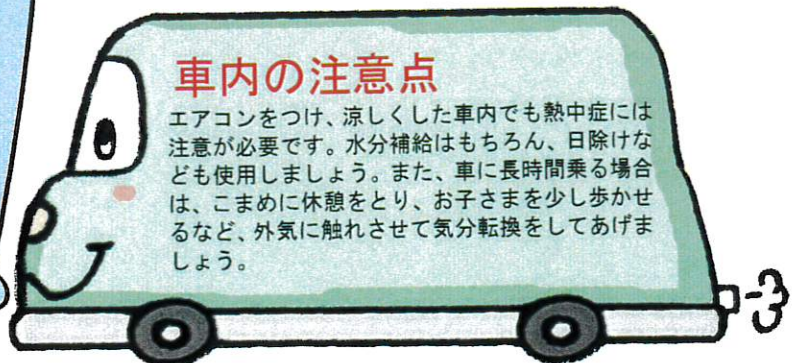 車内の注意点
エアコンをつけ、涼しくした車内でも熱中症には
注意が必要です。水分補給はもちろん、日除けな
ども使用しましょう。また、車に長時間乗る場合
は、こまめに休憩をとり、お子さまを少し歩かせ
るなど、外気に触れさせて気分転換をしてあげま
しょう。